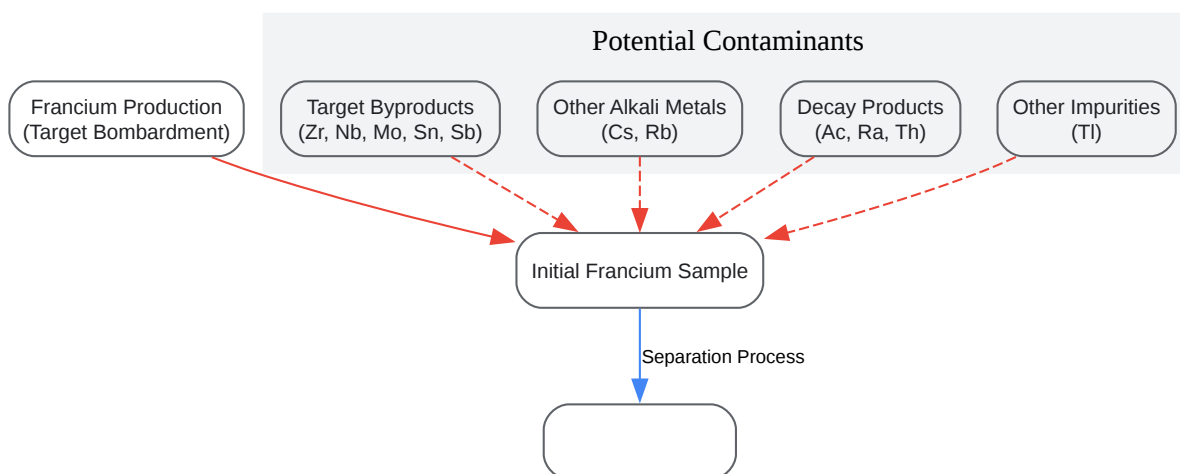 Potential Contaminants
Francium Production
(Target Bombardment)
Target Byproducts
(Zr, Nb, Mo, Sn, Sb)
Other Alkali Metals
(Cs, Rb)
Decay Products
(Ac, Ra, Th)
Other Impurities
(Tl)
Initial Francium Sample
Separation Process